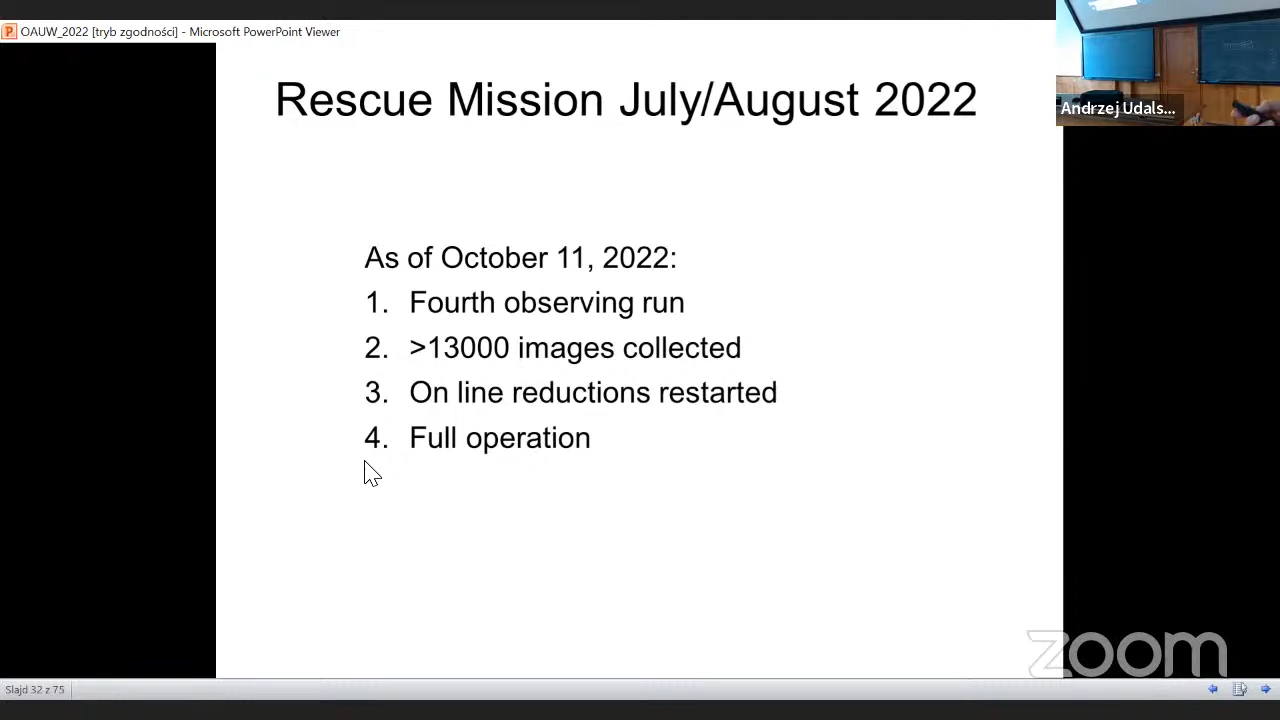 OAUW_2022 [tryb zgodności] - Microsoft PowerPoint Viewer
Rescue Mission July/August 2022
Andrzej Udals...
As of October 11, 2022:
1. Fourth observing run
2. >13000 images collected
3. On line reductions restarted
4. Full operation
zoom
Slajd 32 z 75